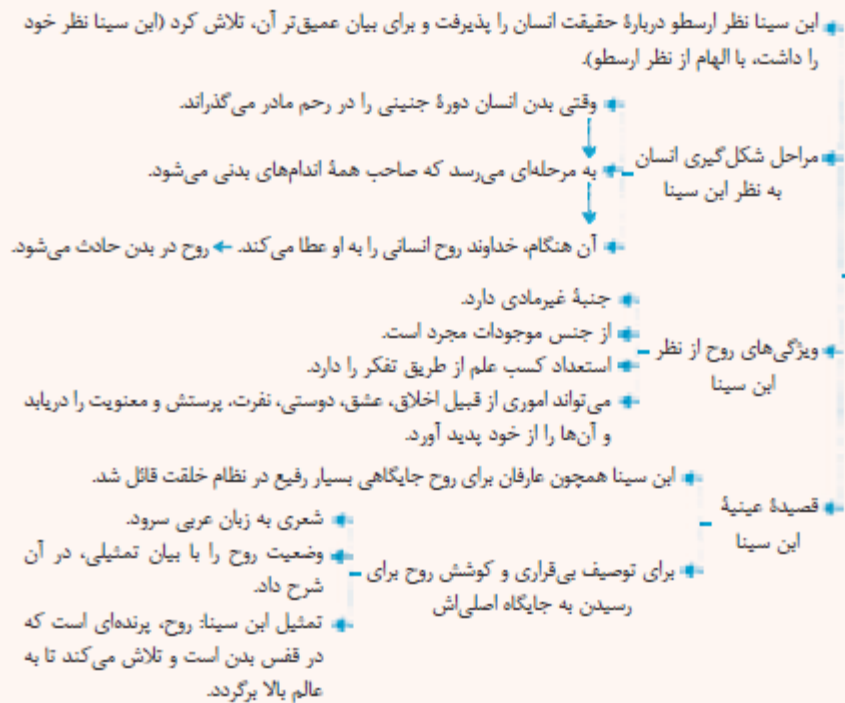 ابن سینا نظر ارسطو دربارهٔ حقیقت انسان را پذیرفت و برای بیان عمیق‌تر آن، تلاش کرد (ابن سینا نظر خود
را داشت، با الهام از نظر ارسطو).
مراحل شکل‌گیری انسان
به نظر ابن سینا
وقتی بدن انسان دورهٔ جنینی را در رحم مادر می‌گذراند.
به مرحله‌ای می‌رسد که صاحب همهٔ اندام‌های بدنی می‌شود.
آن هنگام، خداوند روح انسانی را به او عطا می‌کند. ← روح در بدن حادث می‌شود.
ویژگی‌های روح از نظر
ابن سینا
جنبهٔ غیرمادی دارد.
از جنس موجودات مجرد است.
استعداد کسب علم از طریق تفکر را دارد.
می‌تواند اموری از قبیل اخلاق، عشق، دوستی، نفرت، پرستش و معنویت را دریابد
و آن‌ها را از خود پدید آورد.
قصیدهٔ عینیهٔ
ابن سینا
ابن سینا همچون عارفان برای روح جایگاهی بسیار رفیع در نظام خلقت قائل شد.
برای توصیف بی‌قراری و کوشش روح برای
رسیدن به جایگاه اصلی‌اش
شعری به زبان عربی سرود.
وضعیت روح را با بیان تمثیلی، در آن
شرح داد.
تمثیل ابن سینا: روح، پرنده‌ای است که
در قفس بدن است و تلاش می‌کند تا به
عالم بالا برگردد.